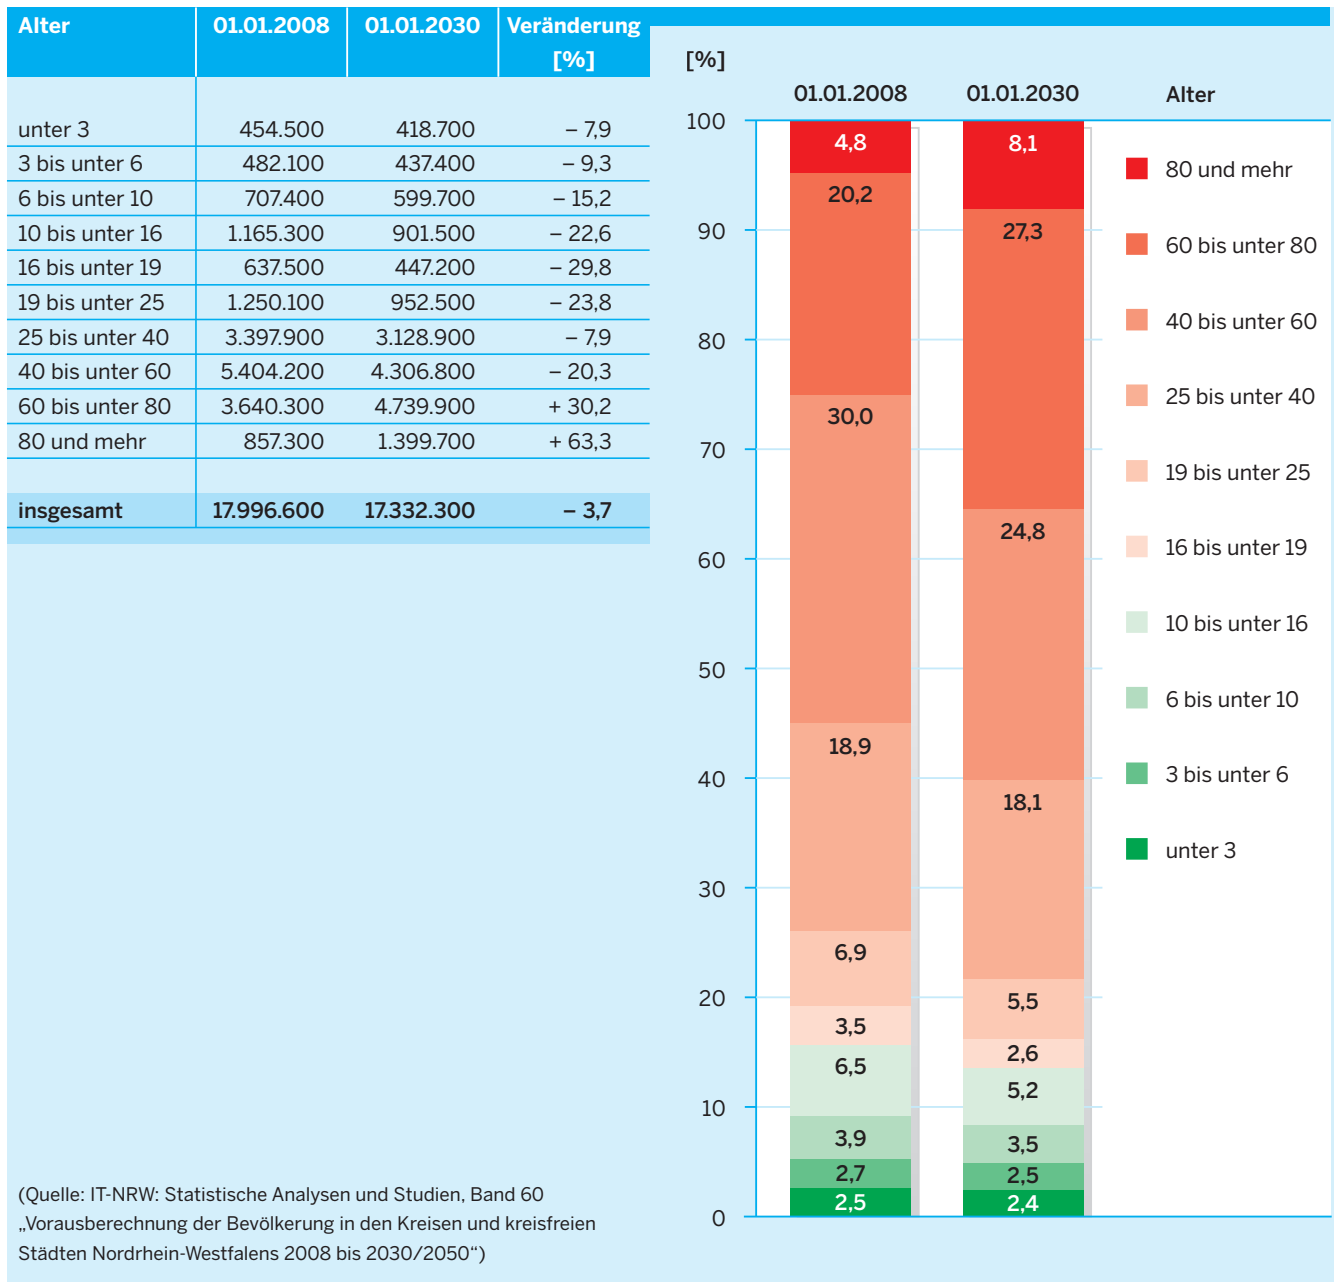 Alter 01.01.2008 01.01.2030 Veränderung
[%]
unter 3 454.500 418.700 – 7,9
3 bis unter 6 482.100 437.400 – 9,3
6 bis unter 10 707.400 599.700 – 15,2
10 bis unter 16 1.165.300 901.500 – 22,6
16 bis unter 19 637.500 447.200 – 29,8
19 bis unter 25 1.250.100 952.500 – 23,8
25 bis unter 40 3.397.900 3.128.900 – 7,9
40 bis unter 60 5.404.200 4.306.800 – 20,3
60 bis unter 80 3.640.300 4.739.900 + 30,2
80 und mehr 857.300 1.399.700 + 63,3
insgesamt 17.996.600 17.332.300 – 3,7
(Quelle: IT-NRW: Statistische Analysen und Studien, Band 60
„Vorausberechnung der Bevölkerung in den Kreisen und kreisfreien
Städten Nordrhein-Westfalens 2008 bis 2030/2050“)
[%]
01.01.2008 01.01.2030 Alter
100
90
80
70
60
50
40
30
20
10
0
4,8
20,2
30,0
18,9
6,9
3,5
6,5
3,9
2,7
2,5
8,1
27,3
24,8
18,1
5,5
2,6
5,2
3,5
2,5
2,4
80 und mehr
60 bis unter 80
40 bis unter 60
25 bis unter 40
19 bis unter 25
16 bis unter 19
10 bis unter 16
6 bis unter 10
3 bis unter 6
unter 3